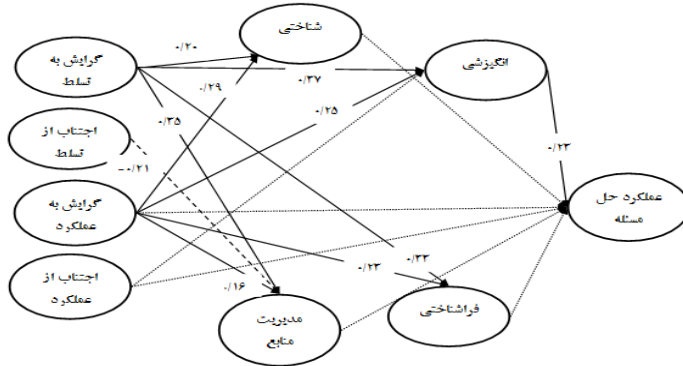 شناختی
۰/۲۰
انگیزشی
گرایش به
تسلط
۰/۳۷
۰/۲۹
۰/۲۵
۰/۳۵
اجتناب از
تسلط
۰/۲۳
-۰/۲۱
عملکرد حل
مسئله
گرایش به
عملکرد
۰/۲۳
۰/۳۳
اجتناب از
عملکرد
۰/۱۶
مدیریت
منابع
فراشناختی